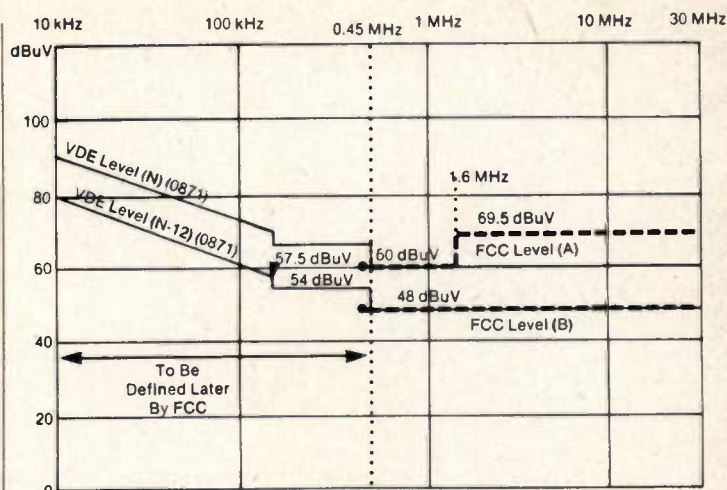 10 kHz 100 kHz 0.45 MHz 1 MHz 10 MHz 30 MHz
dBuV
100
VDE Level (N) (0871)
80
VDE Level (N-12) (0871)
1.6 MHz
69.5 dBuV
FCC Level (A)
57.5 dBuV 60 dBuV
60
54 dBuV
48 dBuV
FCC Level (B)
40
To Be
Defined Later
By FCC
20
0